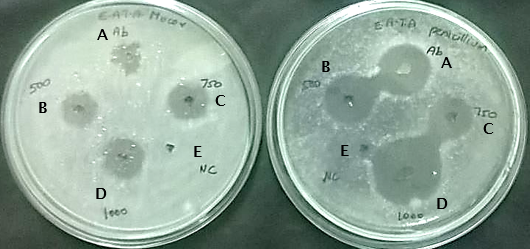 E-A-T-A Mucor
A
Ab
500
B
750
C
E
NC
D
1000
E-A-T-A Penicillium
Ab
A
B
500
750
C
E
NC
D
1000